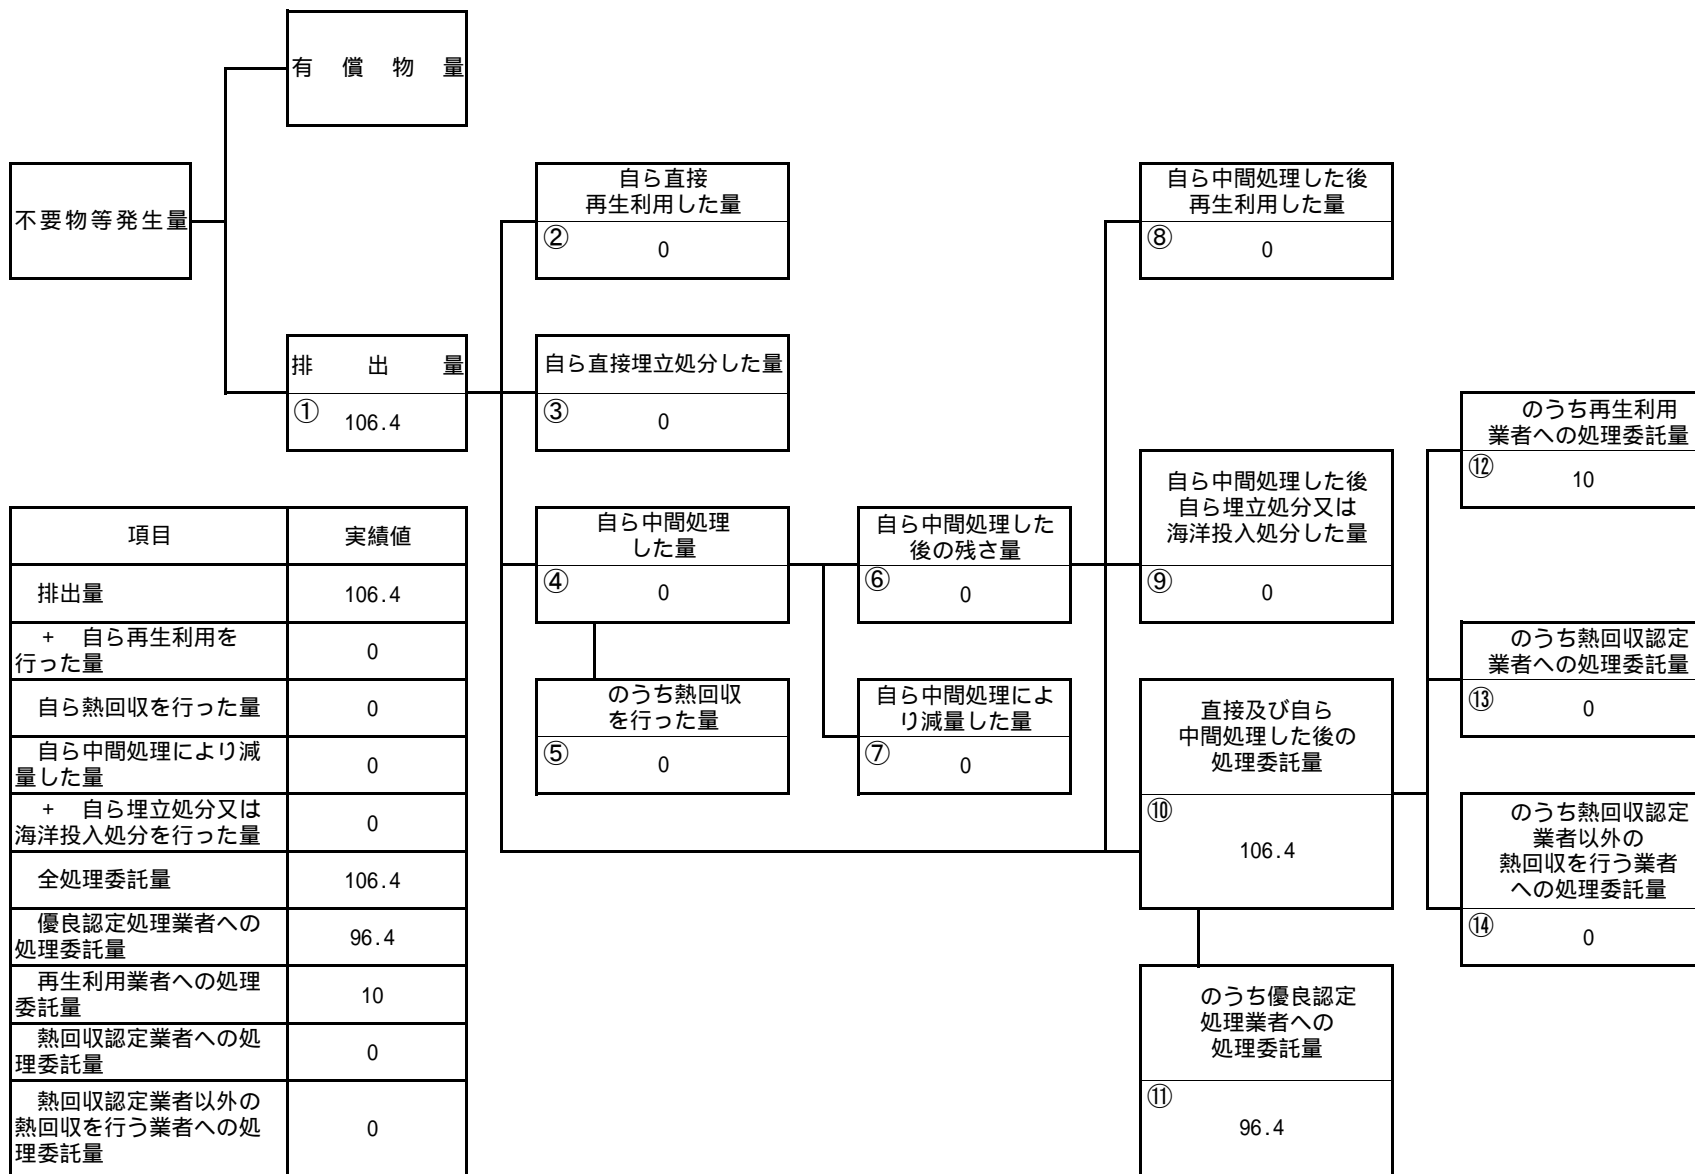 有償物量
不要物等発生量
排出量
① 106.4
自ら直接
再生利用した量
② 0
自ら直接埋立処分した量
③ 0
自ら中間処理
した量
④ 0
のうち熱回収
を行った量
⑤ 0
自ら中間処理した
後の残さ量
⑥ 0
自ら中間処理によ
り減量した量
⑦ 0
自ら中間処理した後
再生利用した量
⑧ 0
自ら中間処理した後
自ら埋立処分又は
海洋投入処分した量
⑨ 0
直接及び自ら
中間処理した後の
処理委託量
⑩
106.4
のうち優良認定
処理業者への
処理委託量
⑪
96.4
のうち再生利用
業者への処理委託量
⑫ 10
のうち熱回収認定
業者への処理委託量
⑬ 0
のうち熱回収認定
業者以外の
熱回収を行う業者
への処理委託量
⑭ 0
項目 実績値
排出量 106.4
+ 自ら再生利用を
行った量 0
自ら熱回収を行った量 0
自ら中間処理により減
量した量 0
+ 自ら埋立処分又は
海洋投入処分を行った量 0
全処理委託量 106.4
優良認定処理業者への
処理委託量 96.4
再生利用業者への処理
委託量 10
熱回収認定業者への処
理委託量 0
熱回収認定業者以外の
熱回収を行う業者への処
理委託量 0